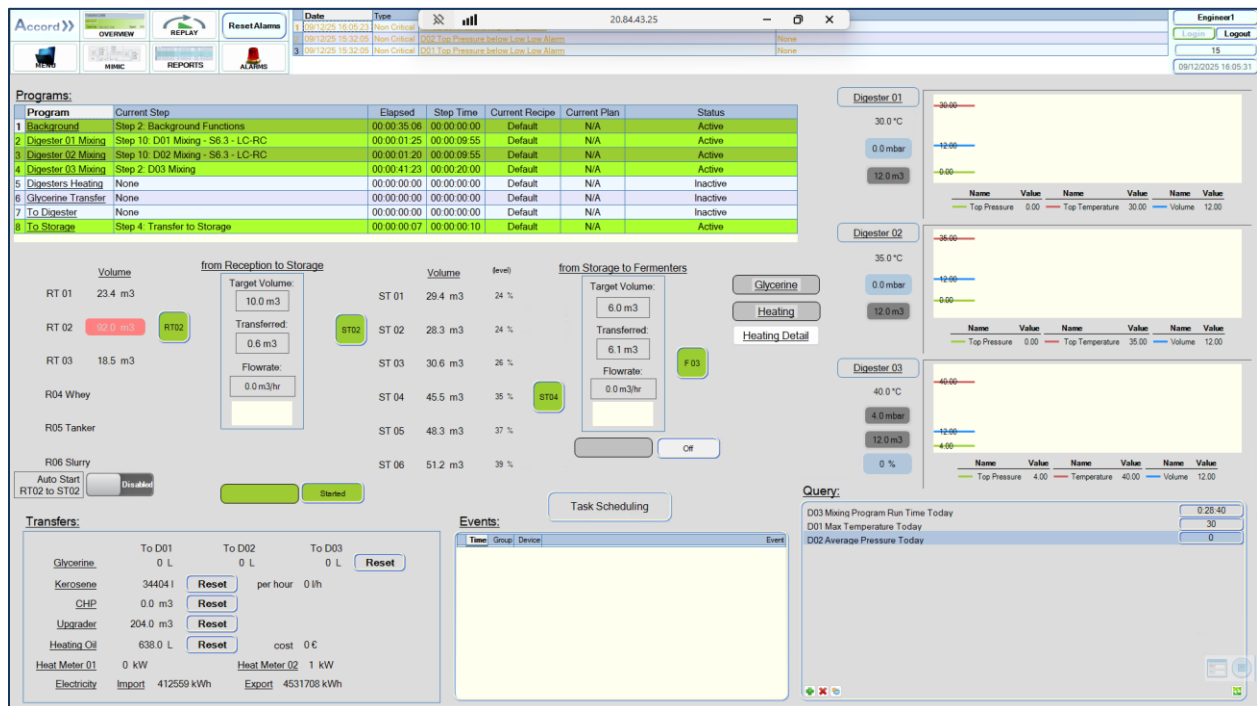 Accord
OVERVIEW
REPLAY
Reset Alarms
MENU
MIMIC
REPORTS
ALARMS
Date Type
1 09/12/25 16:05:23 Non Critical
09/12/25 15:32:05 Non Critical D02 Top Pressure below Low Low Alarm None
3 09/12/25 15:32:05 Non Critical D01 Top Pressure below Low Low Alarm None
20.84.43.25
Engineer1
Login Logout
15
09/12/2025 16:05:31
Programs:
Program Current Step Elapsed Step Time Current Recipe Current Plan Status
1 Background Step 2: Background Functions 00:00:35:06 00:00:00:00 Default N/A Active
2 Digester 01 Mixing Step 10: D01 Mixing - S6.3 - LC-RC 00:00:01:25 00:00:09:55 Default N/A Active
3 Digester 02 Mixing Step 10: D02 Mixing - S6.3 - LC-RC 00:00:01:20 00:00:09:55 Default N/A Active
4 Digester 03 Mixing Step 2: D03 Mixing 00:00:41:23 00:00:20:00 Default N/A Active
5 Digesters Heating None 00:00:00:00 00:00:00:00 Default N/A Inactive
6 Glycerine Transfer None 00:00:00:00 00:00:00:00 Default N/A Inactive
7 To Digester None 00:00:00:00 00:00:00:00 Default N/A Inactive
8 To Storage Step 4: Transfer to Storage 00:00:00:07 00:00:00:10 Default N/A Active
Volume
RT 01 23.4 m3
RT 02 92.0 m3 RT02
RT 03 18.5 m3
R04 Whey
R05 Tanker
R06 Slurry
Auto Start
RT02 to ST02
Disabled
from Reception to Storage
Target Volume:
10.0 m3
Transferred:
0.6 m3
Flowrate:
0.0 m3/hr
Started
ST02
Volume (level)
ST 01 29.4 m3 24 %
ST 02 28.3 m3 24 %
ST 03 30.6 m3 26 %
ST 04 45.5 m3 35 % ST04
ST 05 48.3 m3 37 %
ST 06 51.2 m3 39 %
from Storage to Fermenters
Target Volume:
6.0 m3
Transferred:
6.1 m3
Flowrate:
0.0 m3/hr
Off
F 03
Glycerine
Heating
Heating Detail
Task Scheduling
Digester 01
30.0 °C
0.0 mbar
12.0 m3
30.00
12.00
0.00
Name Value Name Value Name Value
Top Pressure 0.00 Top Temperature 30.00 Volume 12.00
Digester 02
35.0 °C
0.0 mbar
12.0 m3
35.00
12.00
0.00
Name Value Name Value Name Value
Top Pressure 0.00 Top Temperature 35.00 Volume 12.00
Digester 03
40.0 °C
4.0 mbar
12.0 m3
0 %
40.00
12.00
4.00
Name Value Name Value Name Value
Top Pressure 4.00 Temperature 40.00 Volume 12.00
Transfers:
To D01 To D02 To D03
Glycerine 0 L 0 L 0 L Reset
Kerosene 34404 l Reset per hour 0 l/h
CHP 0.0 m3 Reset
Upgrader 204.0 m3 Reset
Heating Oil 638.0 L Reset cost 0 €
Heat Meter 01 0 kW Heat Meter 02 1 kW
Electricity Import 412559 kWh Export 4531708 kWh
Events:
Time Group Device Event
Query:
D03 Mixing Program Run Time Today 0:28:40
D01 Max Temperature Today 30
D02 Average Pressure Today 0